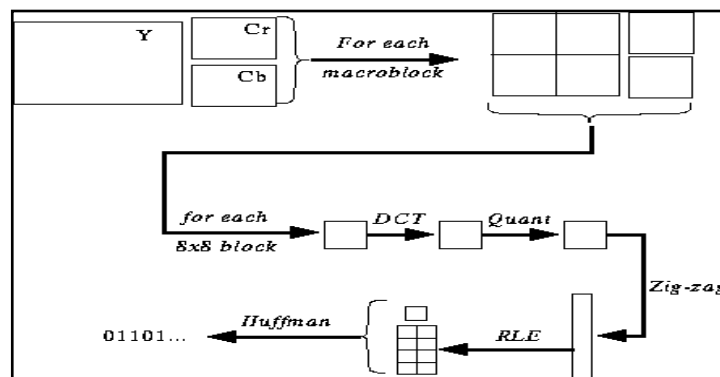 Y
Cr
Cb
For each
macroblock
for each
8x8 block
DCT
Quant
Zig-zag
RLE
Huffman
01101...